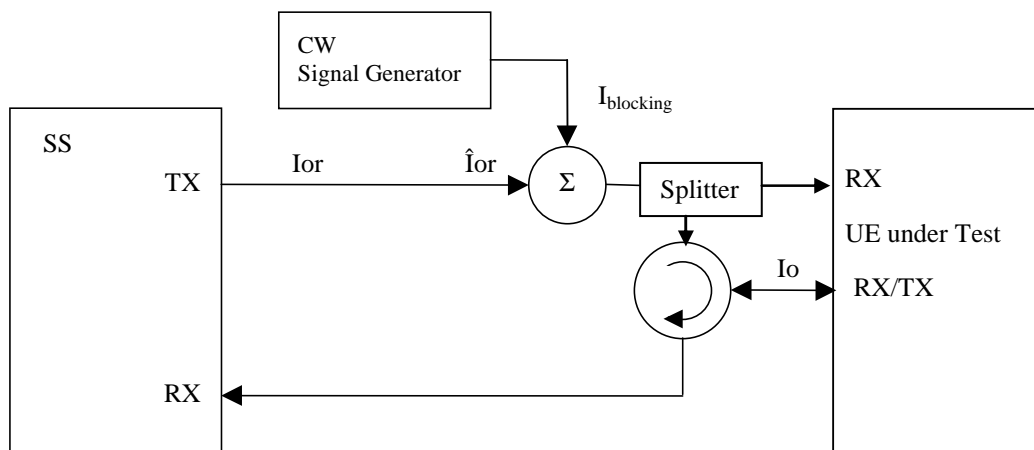 CW
Signal Generator
I_blocking
SS
TX
Ior
Îor
Σ
Splitter
RX
UE under Test
Io
RX/TX
RX